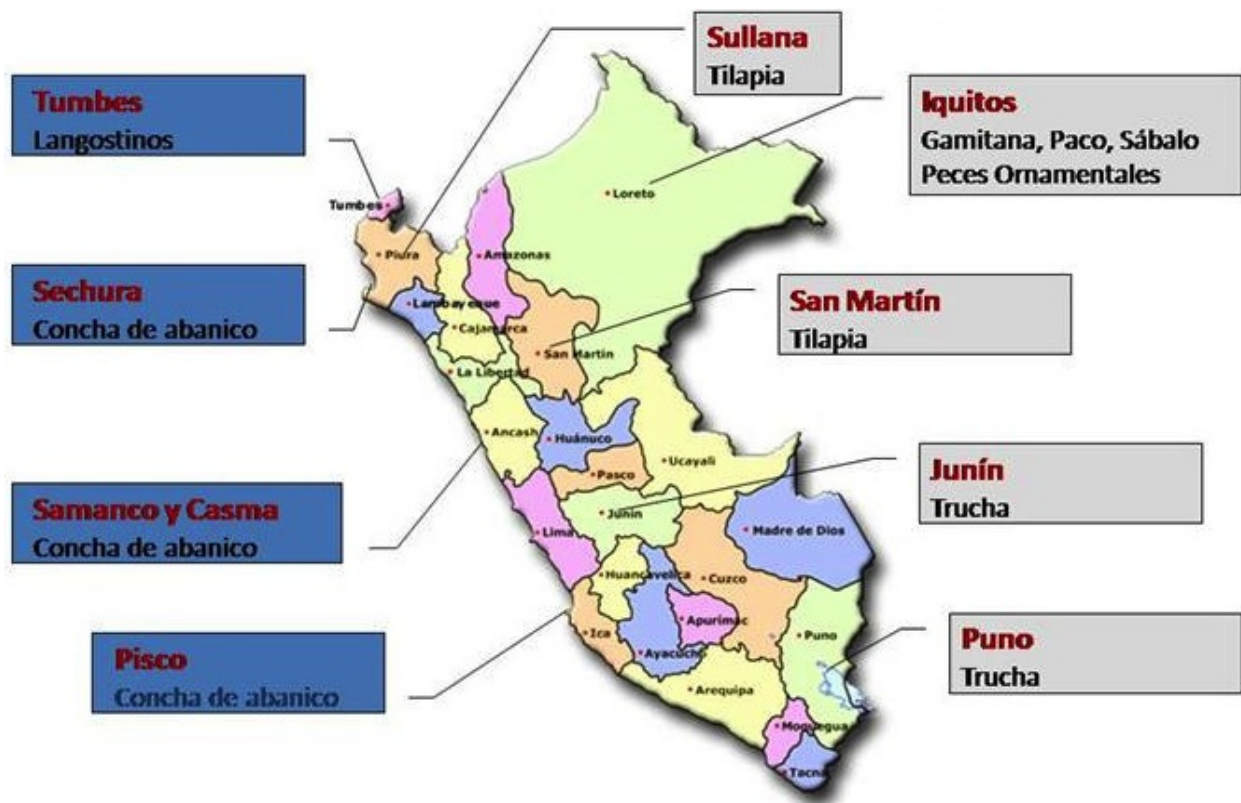 Sullana
Tilapia
Tumbes
Langostinos
Iquitos
Gamitana, Paco, Sábalo
Peces Ornamentales
Sechura
Concha de abanico
San Martín
Tilapia
Samanco y Casma
Concha de abanico
Junín
Trucha
Pisco
Concha de abanico
Puno
Trucha
Tumbes
Loreto
Piura
Amazonas
Lambayeque
Cajamarca
San Martín
La Libertad
Ancash
Huánuco
Ucayali
Pasco
Junín
Lima
Madre de Dios
Huancavelica
Cuzco
Ica
Apurímac
Puno
Ayacucho
Arequipa
Moquegua
Tacna